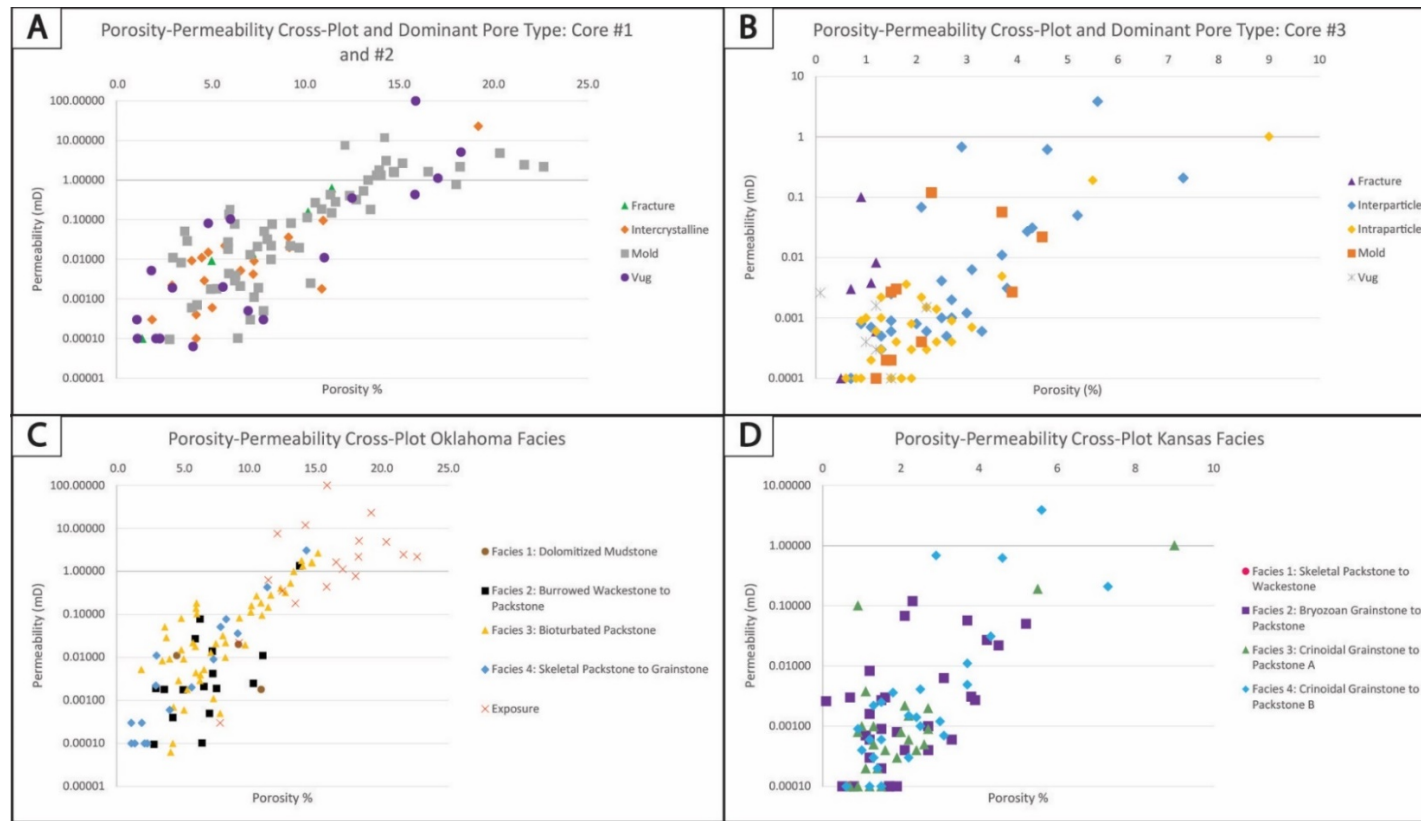 A
Porosity-Permeability Cross-Plot and Dominant Pore Type: Core #1
and #2
5.0
10.0
15.0
20.0
25.0
100.00000
10.00000
1.00000
0.10000
0.01000
0.00100
0.00010
0.00001
Permeability (mD)
Porosity %
Fracture
Intercrystalline
Mold
Vug
B
Porosity-Permeability Cross-Plot and Dominant Pore Type: Core #3
0
1
2
3
4
5
6
7
8
9
10
10
1
0.1
0.01
0.001
0.0001
Permeability (mD)
Porosity (%)
Fracture
Interparticle
Intraparticle
Mold
Vug
C
Porosity-Permeability Cross-Plot Oklahoma Facies
0.0
5.0
10.0
15.0
20.0
25.0
100.00000
10.00000
1.00000
0.10000
0.01000
0.00100
0.00010
0.00001
Permeability (mD)
Porosity %
Facies 1: Dolomitized Mudstone
Facies 2: Burrowed Wackestone to
Packstone
Facies 3: Bioturbated Packstone
Facies 4: Skeletal Packstone to Grainstone
Exposure
D
Porosity-Permeability Cross-Plot Kansas Facies
0
2
4
6
8
10
10.00000
1.00000
0.10000
0.01000
0.00100
0.00010
Permeability (mD)
Porosity %
Facies 1: Skeletal Packstone to
Wackestone
Facies 2: Bryozoan Grainstone to
Packstone
Facies 3: Crinoidal Grainstone to
Packstone A
Facies 4: Crinoidal Grainstone to
Packstone B